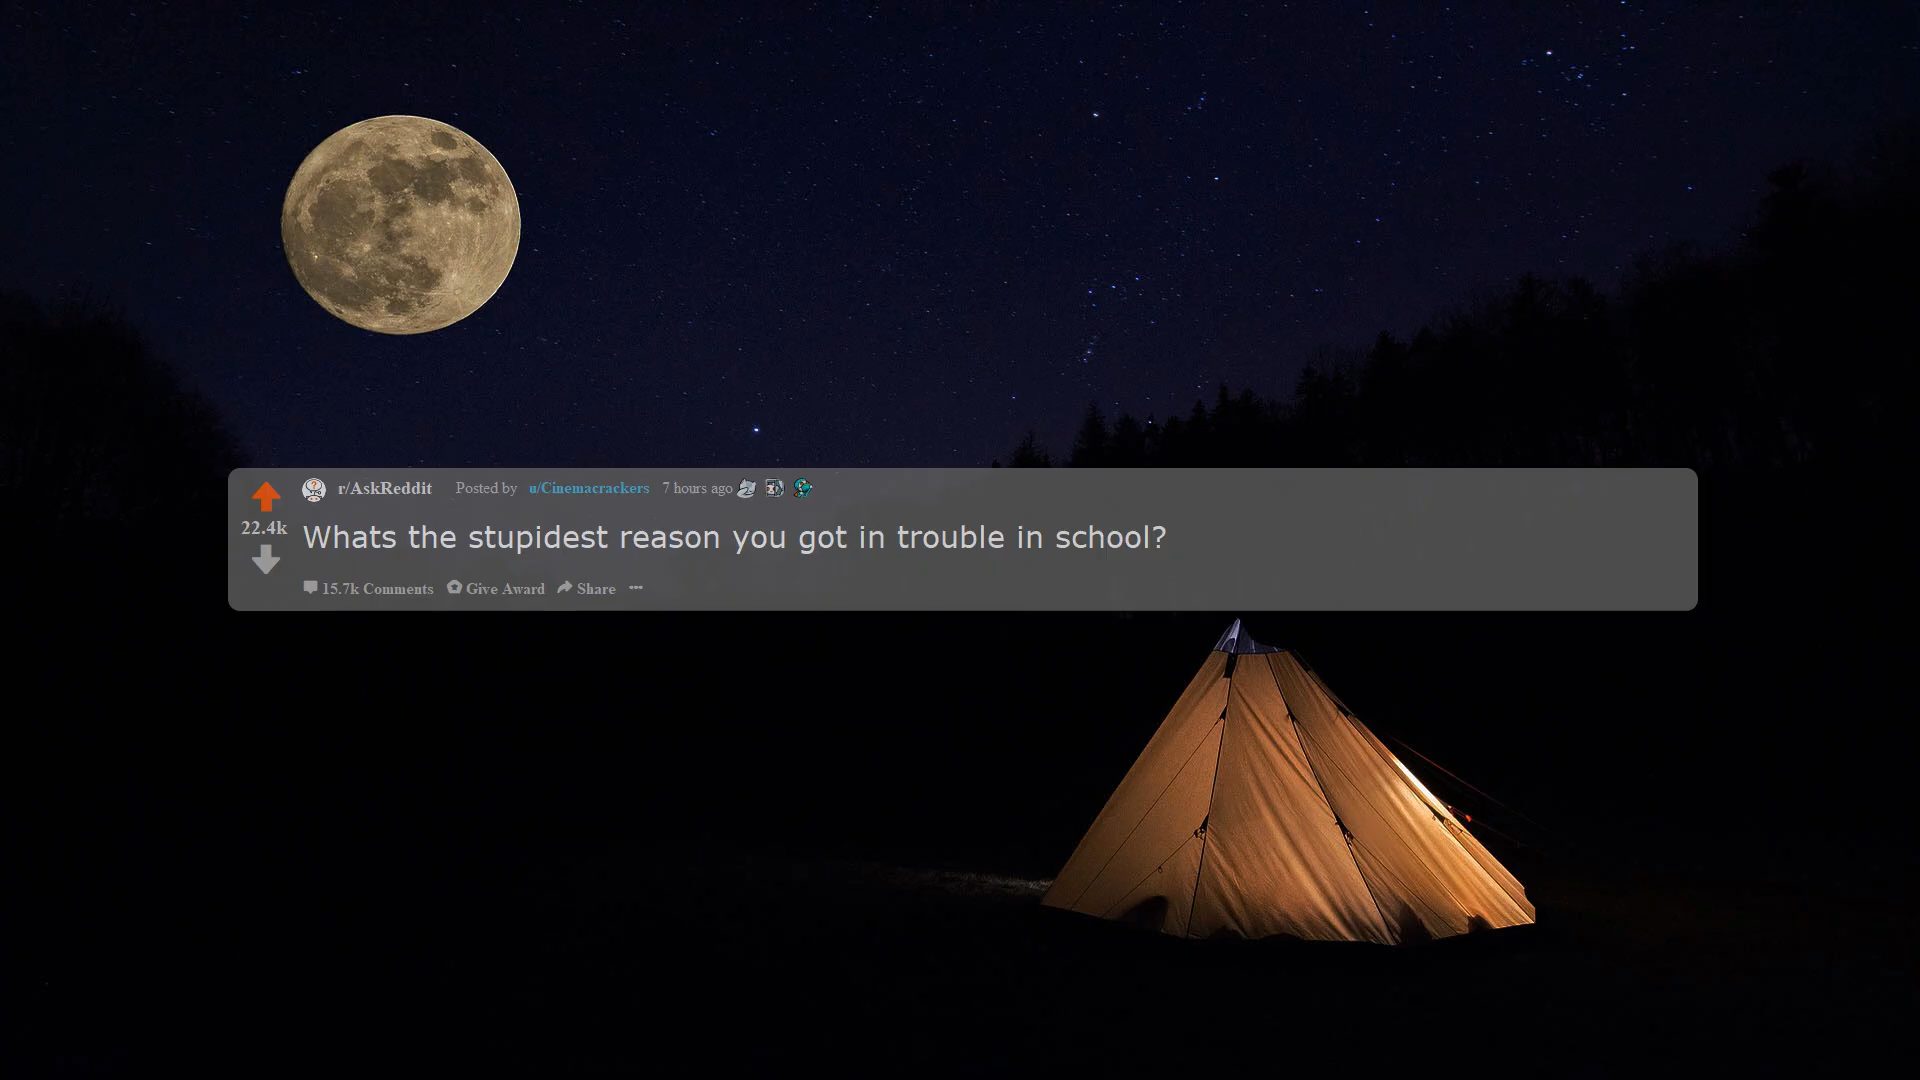 r/AskReddit Posted by u/Cinemacrackers 7 hours ago
22.4k
Whats the stupidest reason you got in trouble in school?
15.7k Comments Give Award Share ···